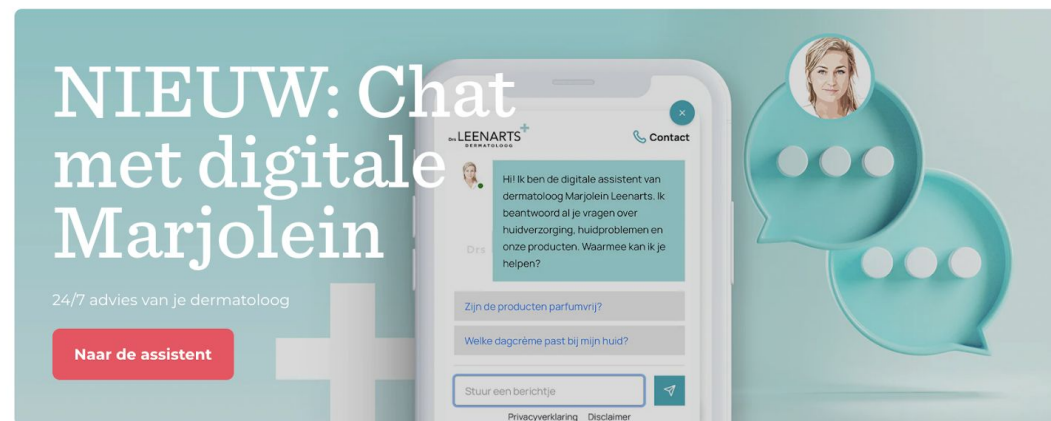 NIEUW: Chat
met digitale
Marjolein
24/7 advies van je dermatoloog
Naar de assistent
Drs LEENARTS
DERMATOLOOG
Contact
Hi! Ik ben de digitale assistent van
dermatoloog Marjolein Leenarts. Ik
beantwoord al je vragen over
huidverzorging, huidproblemen en
onze producten. Waarmee kan ik je
helpen?
Drs
Zijn de producten parfumvrij?
Welke dagcrème past bij mijn huid?
Stuur een berichtje
Privacyverklaring Disclaimer